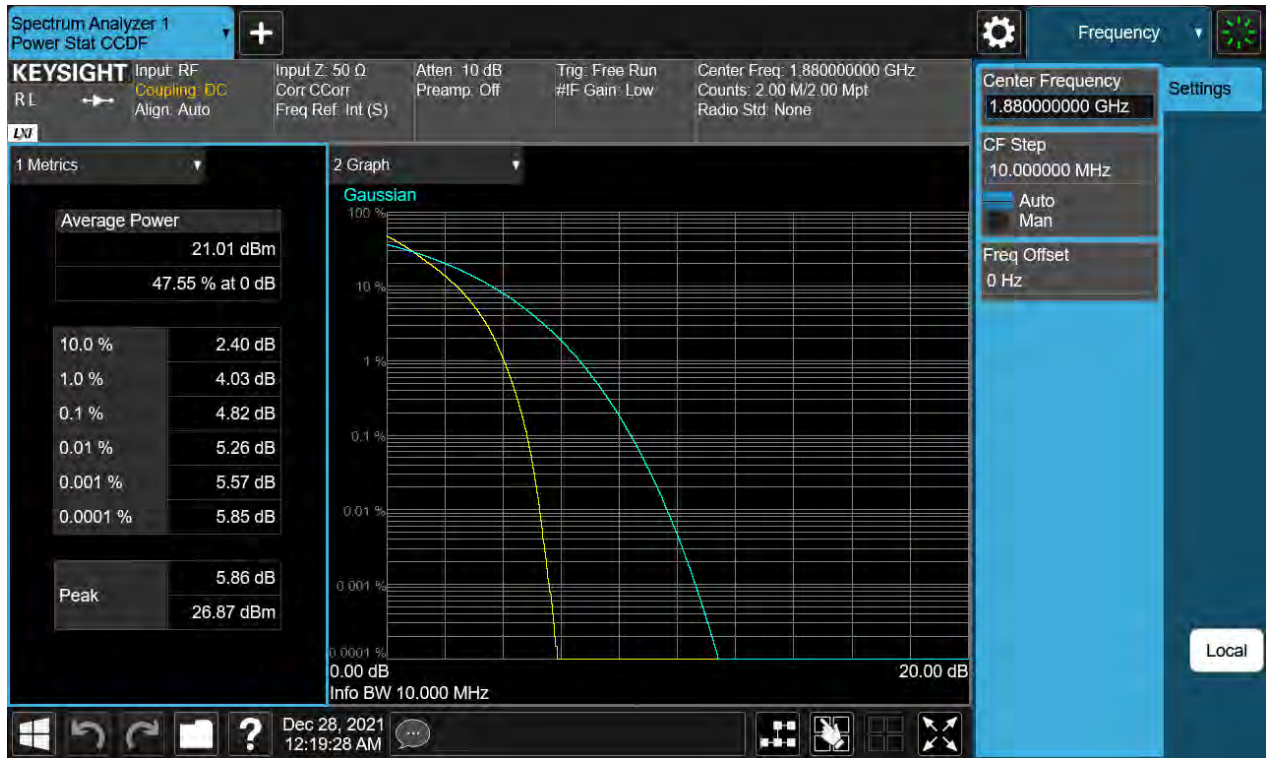 Spectrum Analyzer 1
Power Stat CCDF
+
Frequency
KEYSIGHT
RL
LXI
Input: RF
Coupling: DC
Align: Auto
Input Z: 50 Ω
Corr CCorr
Freq Ref: Int (S)
Atten: 10 dB
Preamp: Off
Trig: Free Run
#IF Gain: Low
Center Freq: 1.880000000 GHz
Counts: 2.00 M/2.00 Mpt
Radio Std: None
Center Frequency
1.880000000 GHz
Settings
CF Step
10.000000 MHz
Auto
Man
Freq Offset
0 Hz
1 Metrics
Average Power
21.01 dBm
47.55 % at 0 dB
10.0 % 2.40 dB
1.0 % 4.03 dB
0.1 % 4.82 dB
0.01 % 5.26 dB
0.001 % 5.57 dB
0.0001 % 5.85 dB
Peak
5.86 dB
26.87 dBm
2 Graph
Gaussian
100 %
10 %
1 %
0.1 %
0.01 %
0.001 %
0.0001 %
0.00 dB 20.00 dB
Info BW 10.000 MHz
Local
?
Dec 28, 2021
12:19:28 AM